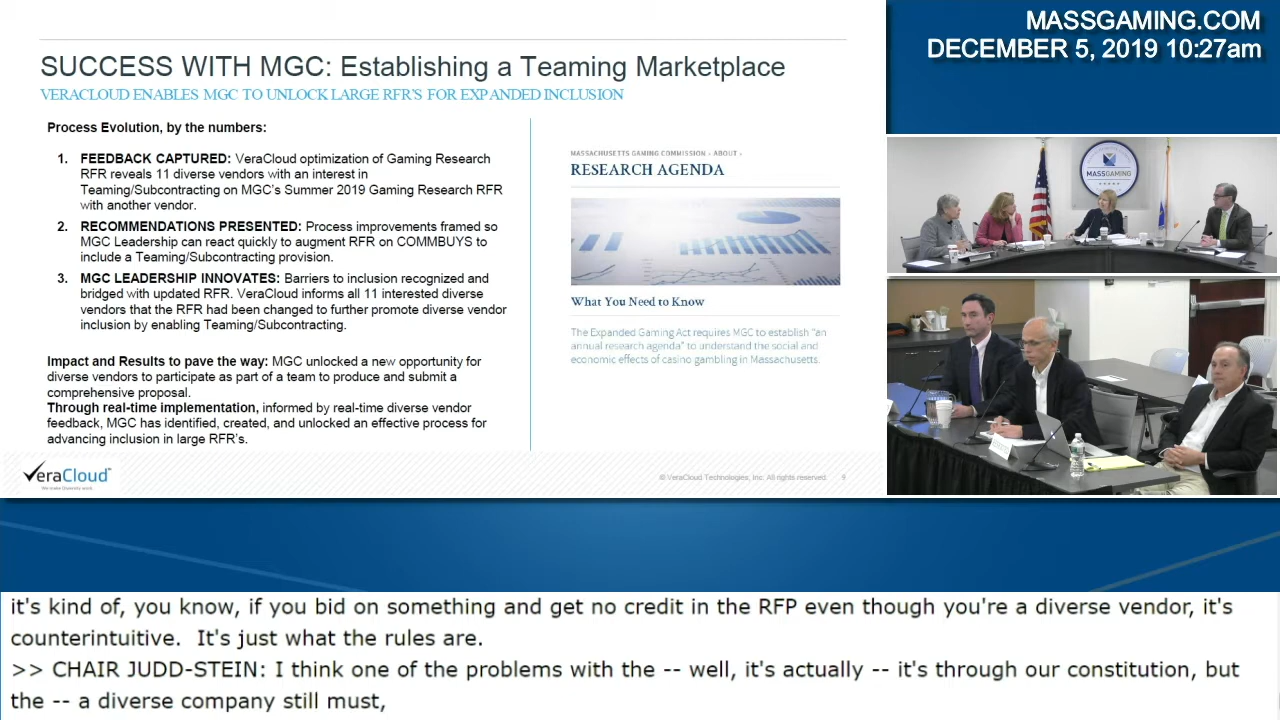 SUCCESS WITH MGC: Establishing a Teaming Marketplace
VERACLOUD ENABLES MGC TO UNLOCK LARGE RFR'S FOR EXPANDED INCLUSION
Process Evolution, by the numbers:
1. FEEDBACK CAPTURED: VeraCloud optimization of Gaming Research
RFR reveals 11 diverse vendors with an interest in
Teaming/Subcontracting on MGC's Summer 2019 Gaming Research RFR
with another vendor.
2. RECOMMENDATIONS PRESENTED: Process improvements framed so
MGC Leadership can react quickly to augment RFR on COMMBUYS to
include a Teaming/Subcontracting provision.
3. MGC LEADERSHIP INNOVATES: Barriers to inclusion recognized and
bridged with updated RFR. VeraCloud informs all 11 interested diverse
vendors that the RFR had been changed to further promote diverse vendor
inclusion by enabling Teaming/Subcontracting.
Impact and Results to pave the way: MGC unlocked a new opportunity for
diverse vendors to participate as part of a team to produce and submit a
comprehensive proposal.
Through real-time implementation, informed by real-time diverse vendor
feedback, MGC has identified, created, and unlocked an effective process for
advancing inclusion in large RFR's.
MASSACHUSETTS GAMING COMMISSION › ABOUT ›
RESEARCH AGENDA
What You Need to Know
The Expanded Gaming Act requires MGC to establish "an
annual research agenda" to understand the social and
economic effects of casino gambling in Massachusetts.
VeraCloud
We make Diversity work
© VeraCloud Technologies, Inc. All rights reserved. 9
MASSGAMING.COM
DECEMBER 5, 2019 10:27am
MASSGAMING
it's kind of, you know, if you bid on something and get no credit in the RFP even though you're a diverse vendor, it's
counterintuitive. It's just what the rules are.
>> CHAIR JUDD-STEIN: I think one of the problems with the -- well, it's actually -- it's through our constitution, but
the -- a diverse company still must,